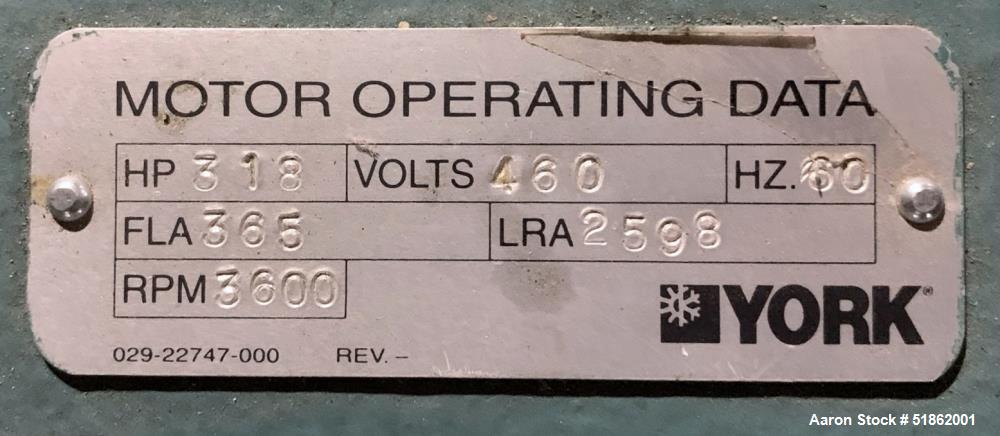 MOTOR OPERATING DATA
HP 318 VOLTS 460 HZ. 60
FLA 365 LRA 2598
RPM 3600
YORK®
029-22747-000 REV. –
Aaron Stock # 51862001